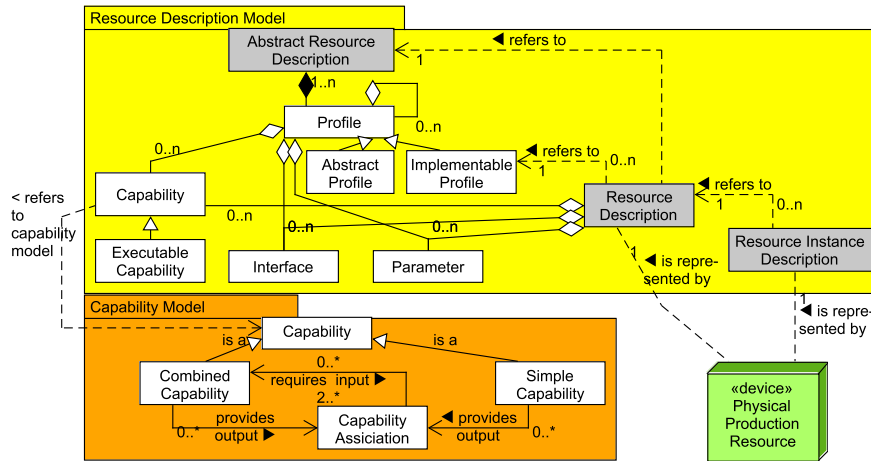 Resource Description Model
Abstract Resource
Description
◀ refers to
1
1..n
Profile
0..n
0..n
Abstract
Profile
Implementable
Profile
◀ refers to
1
0..n
< refers
to
capability
model
Capability
0..n
Resource
Description
◀ refers to
1
0..n
Executable
Capability
0..n
Interface
0..n
Parameter
Resource Instance
Description
1
◀ is repre-
sented by
1
◀ is repre-
sented by
Capability Model
Capability
is a
is a
Combined
Capability
0..*
requires input ▶
2..*
Simple
Capability
provides
output ▶
0..*
Capability
Assiciation
◀ provides
output
0..*
«device»
Physical
Production
Resource